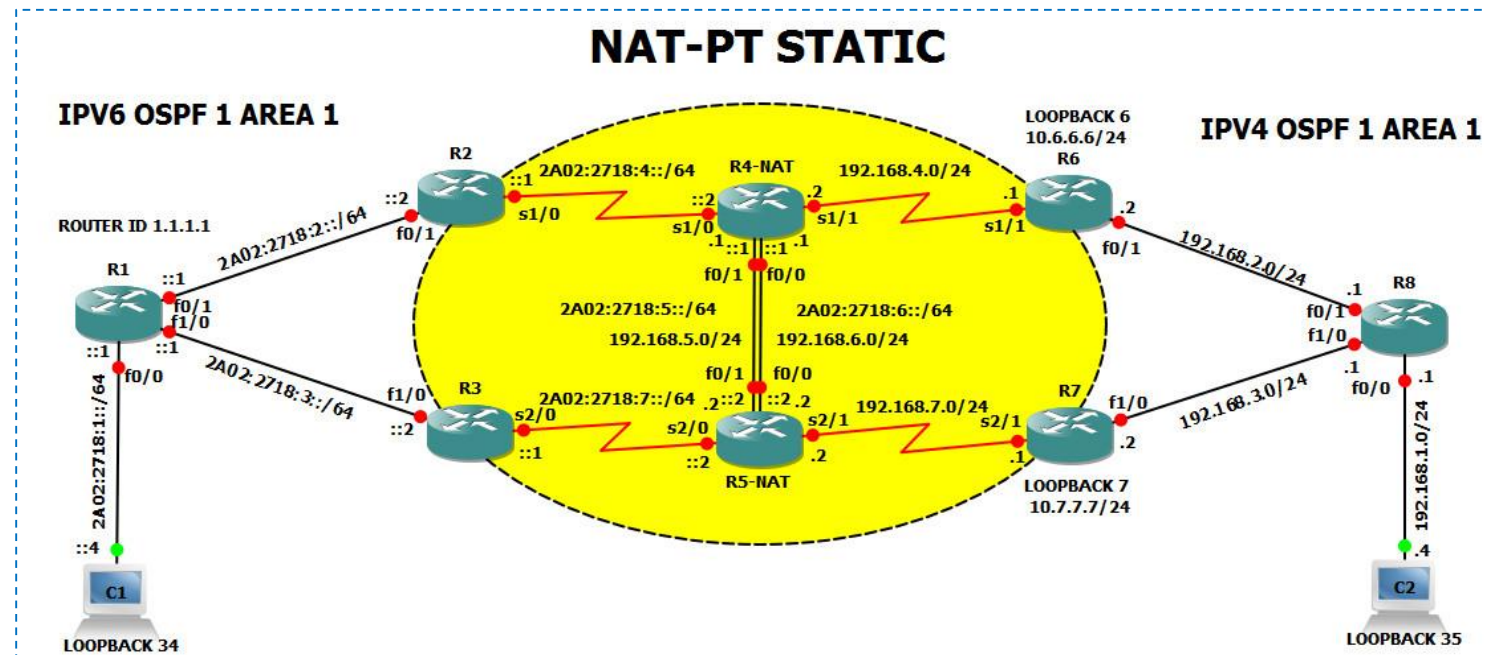 NAT-PT STATIC
IPV6 OSPF 1 AREA 1
IPV4 OSPF 1 AREA 1
LOOPBACK 6
10.6.6.6/24
R2
R4-NAT
R6
::2
f0/1
::1
s1/0
2A02:2718:4::/64
::2
s1/0
.2
s1/1
192.168.4.0/24
.1
s1/1
.2
f0/1
ROUTER ID 1.1.1.1
2A02:2718:2::/64
192.168.2.0/24
R1
::1
f0/1
f1/0
::1
::1
f0/0
.1
::1
::1
.1
f0/1
f0/0
2A02:2718:5::/64
192.168.5.0/24
2A02:2718:6::/64
192.168.6.0/24
R8
.1
f0/1
f1/0
.1
f0/0
.1
2A02:2718:3::/64
192.168.3.0/24
R3
f1/0
::2
s2/0
::1
2A02:2718:7::/64
f0/1
f0/0
.2
::2
::2
.2
s2/0
::2
s2/1
.2
R5-NAT
192.168.7.0/24
R7
s2/1
.1
f1/0
.2
LOOPBACK 7
10.7.7.7/24
2A02:2718:1::/64
192.168.1.0/24
::4
C1
LOOPBACK 34
.4
C2
LOOPBACK 35